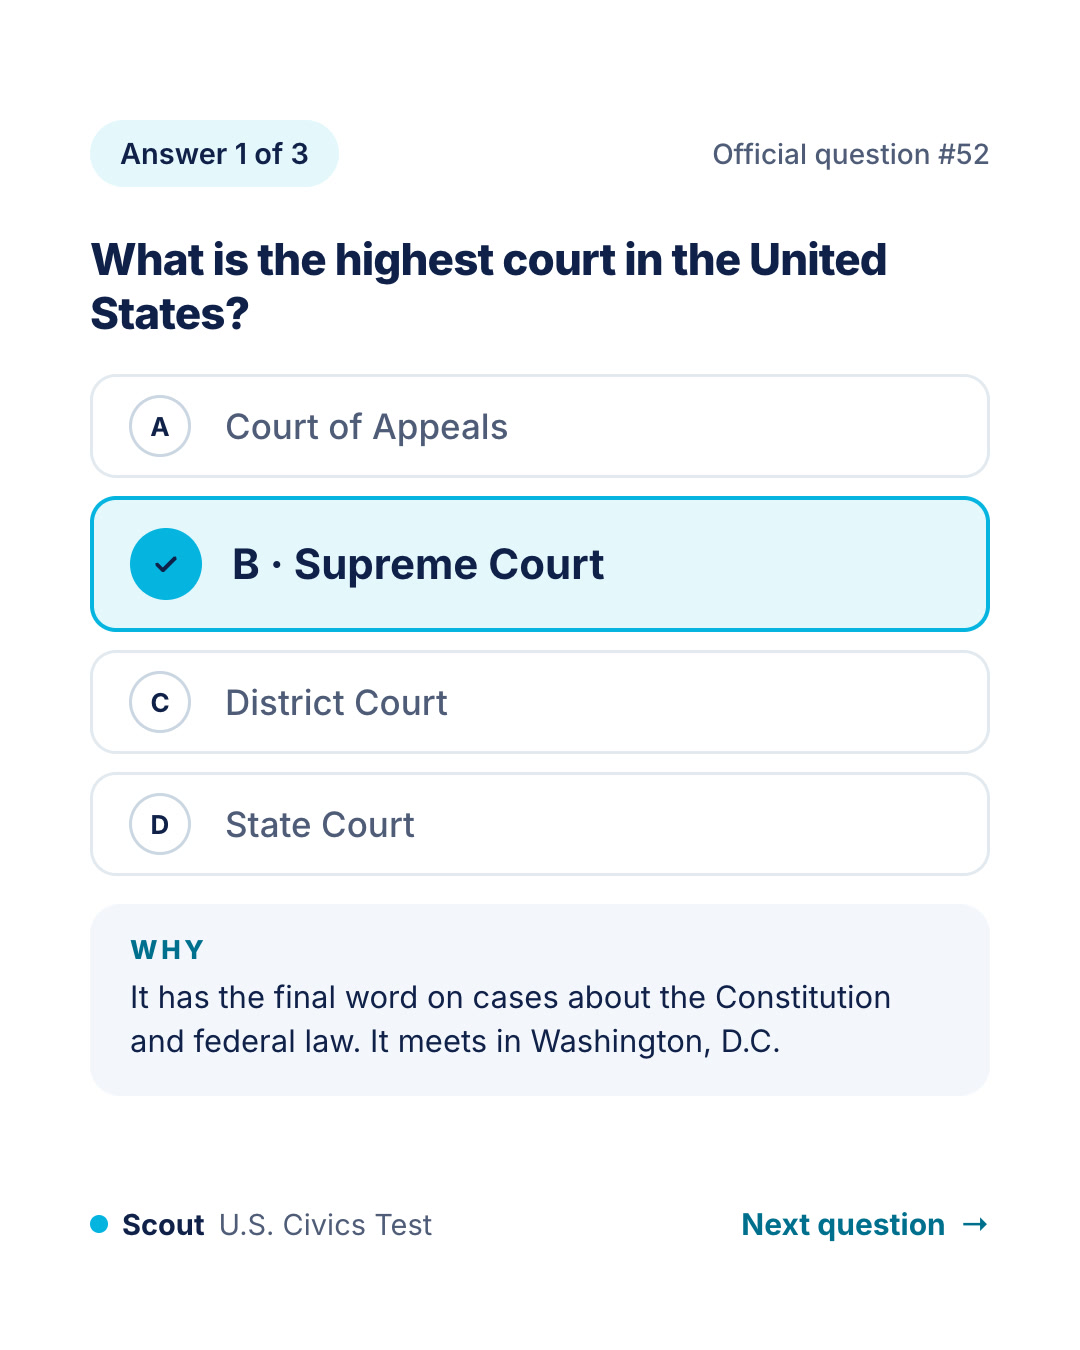 Answer 1 of 3
Official question #52
What is the highest court in the United
States?
A Court of Appeals
B · Supreme Court
C District Court
D State Court
WHY
It has the final word on cases about the Constitution
and federal law. It meets in Washington, D.C.
Scout U.S. Civics Test
Next question →